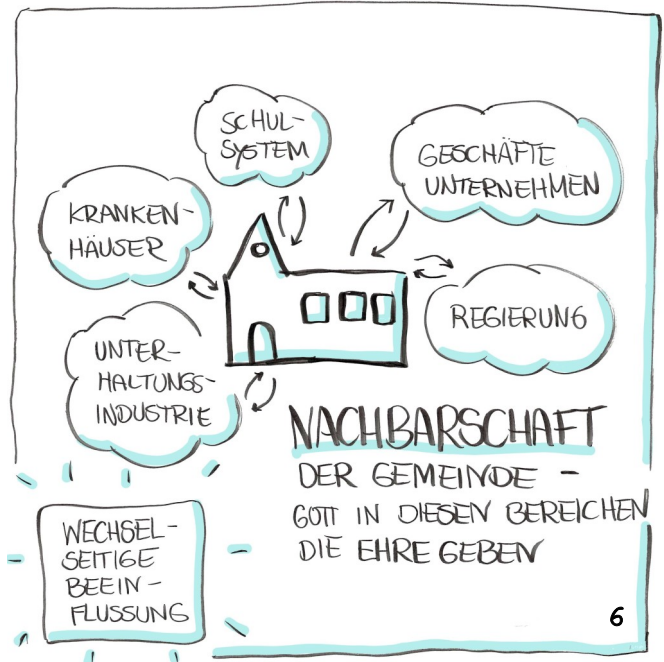 SCHUL-
SYSTEM
GESCHÄFTE
UNTERNEHMEN
KRANKEN-
HÄUSER
REGIERUNG
UNTER-
HALTUNGS-
INDUSTRIE
NACHBARSCHAFT
DER GEMEINDE -
GOTT IN DIESEN BEREICHEN
DIE EHRE GEBEN
WECHSEL-
SEITIGE
BEEIN-
FLUSSUNG
6